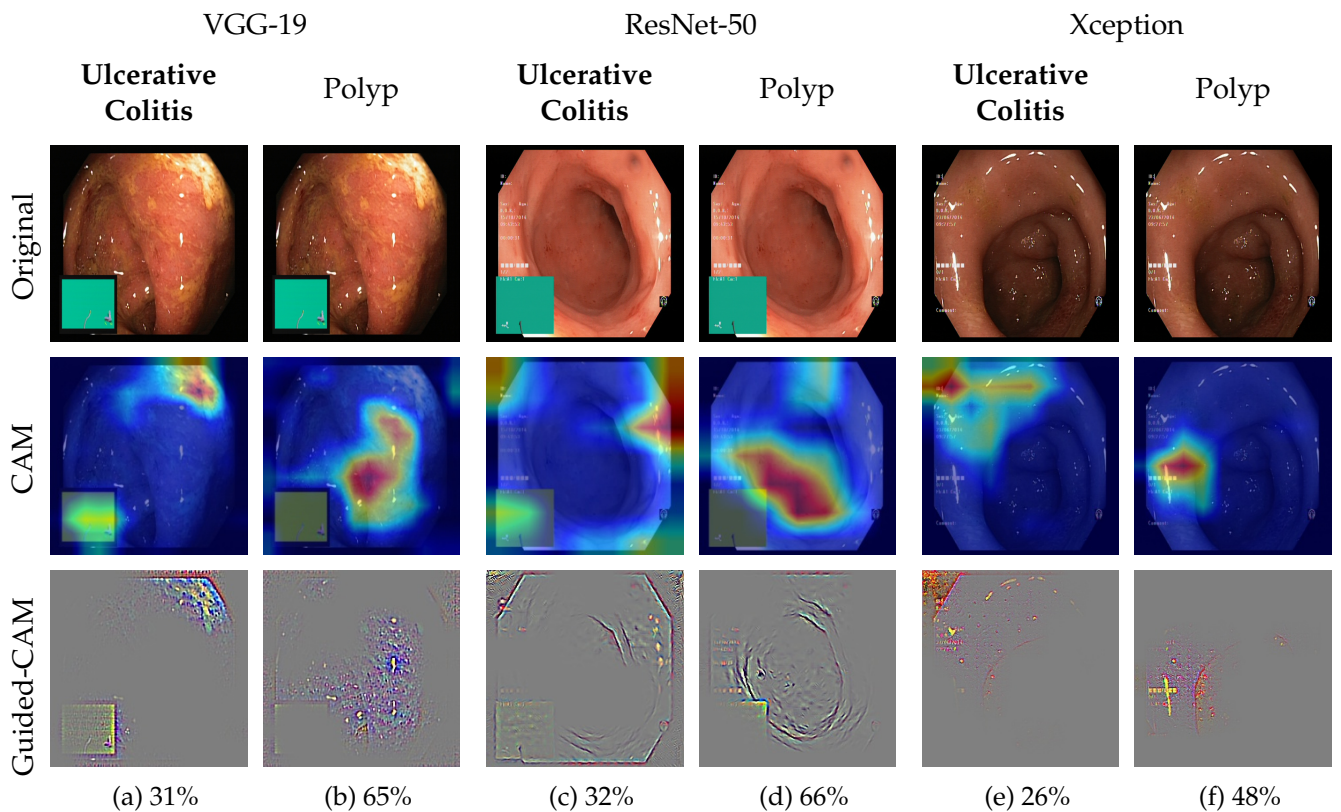 VGG-19 ResNet-50 Xception
Ulcerative Colitis Polyp Ulcerative Colitis Polyp Ulcerative Colitis Polyp
Original
CAM
Guided-CAM
(a) 31% (b) 65% (c) 32% (d) 66% (e) 26% (f) 48%